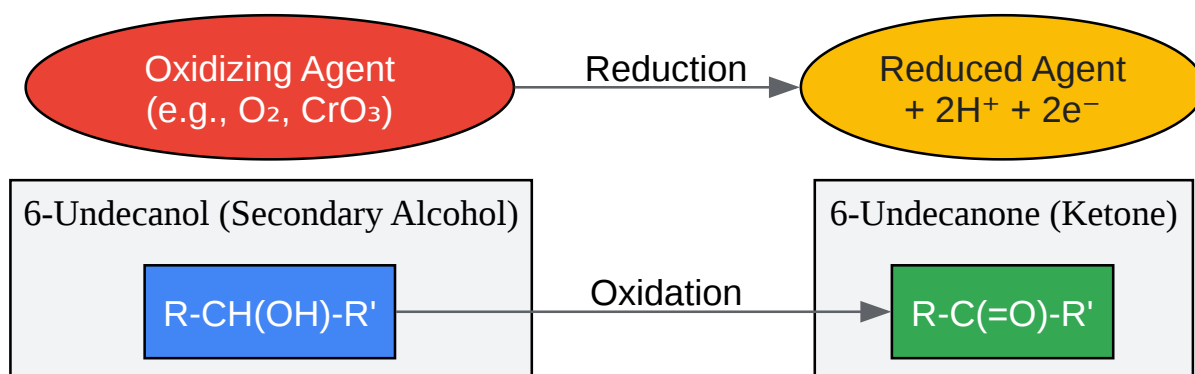 Oxidizing Agent
(e.g., O₂, CrO₃)
Reduction
Reduced Agent
+ 2H⁺ + 2e⁻
6-Undecanol (Secondary Alcohol)
6-Undecanone (Ketone)
R-CH(OH)-R'
Oxidation
R-C(=O)-R'